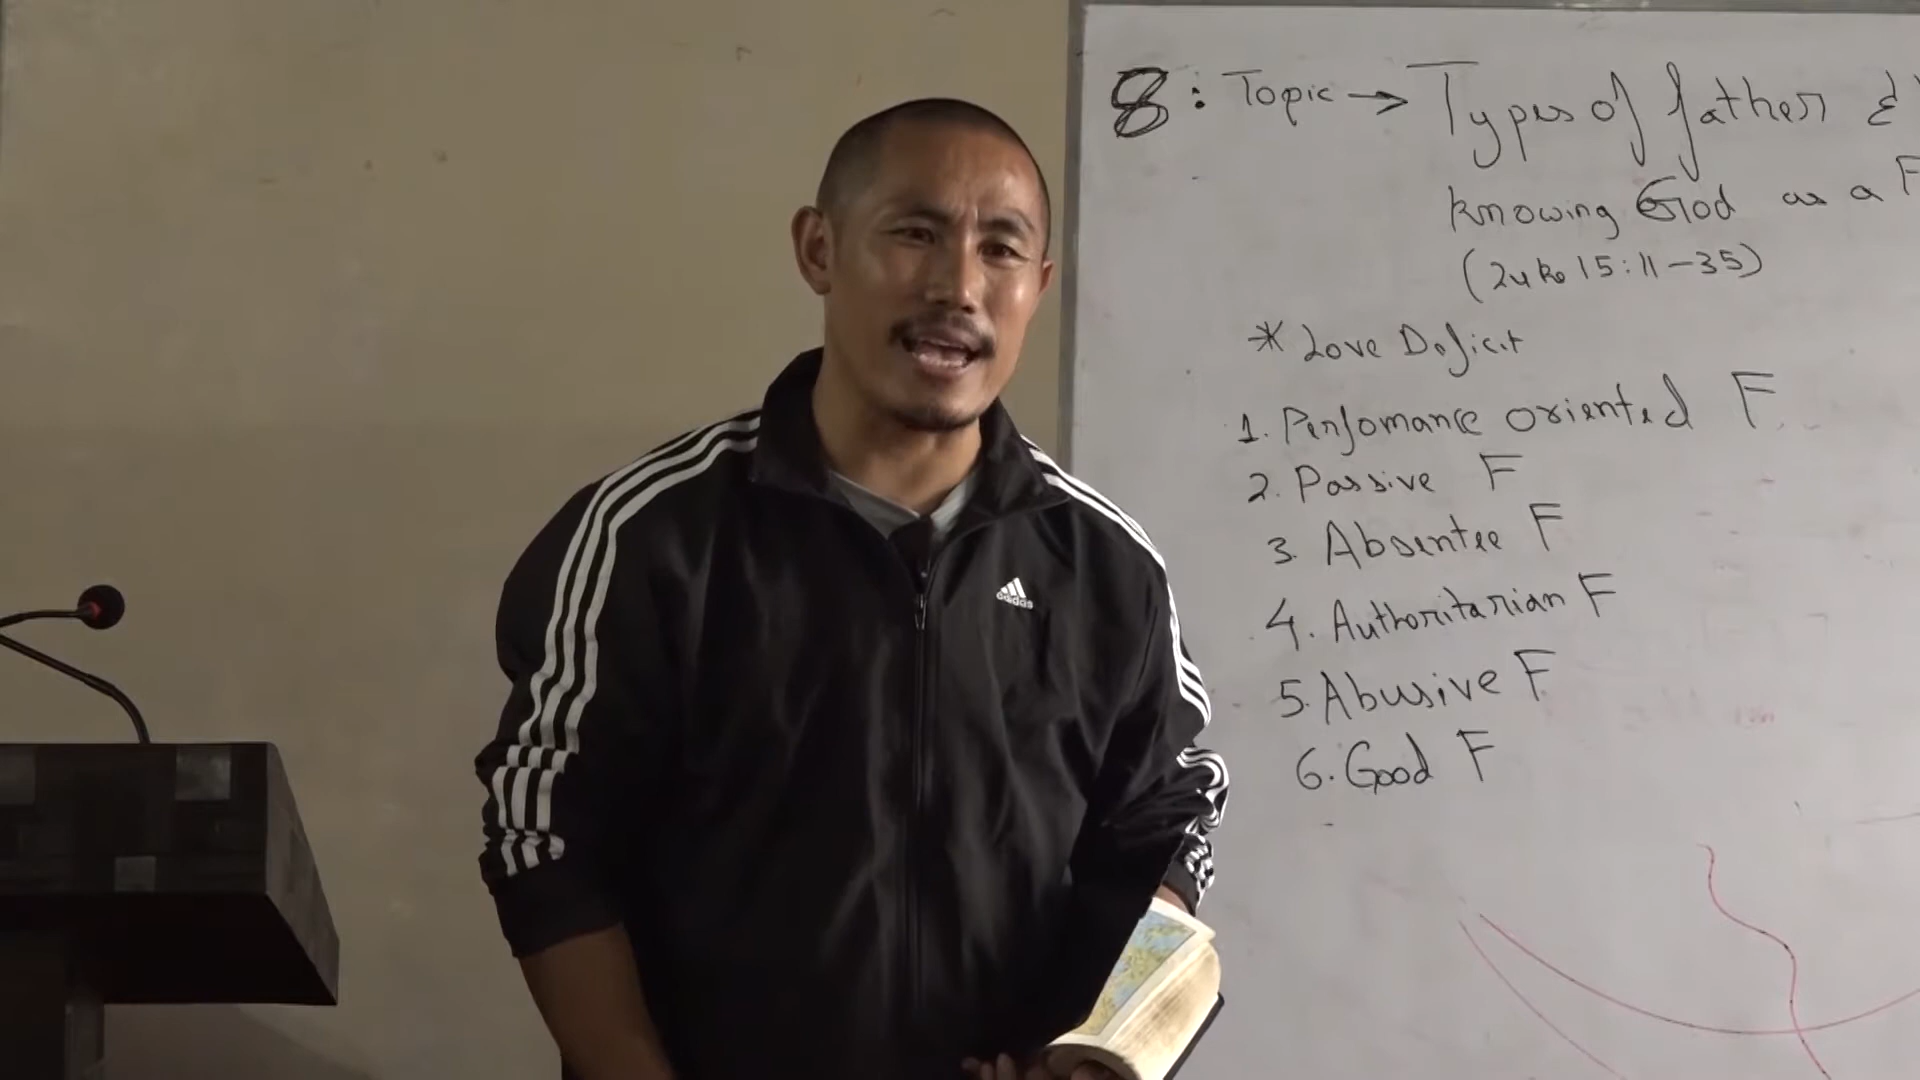 8: Topic → Types of father &
knowing God as a F
(Luke 15:11-35)
* Love Deficit
1. Perfomance oriented F
2. Passive F
3. Absentee F
4. Authoritarian F
5. Abusive F
6. Good F
adidas